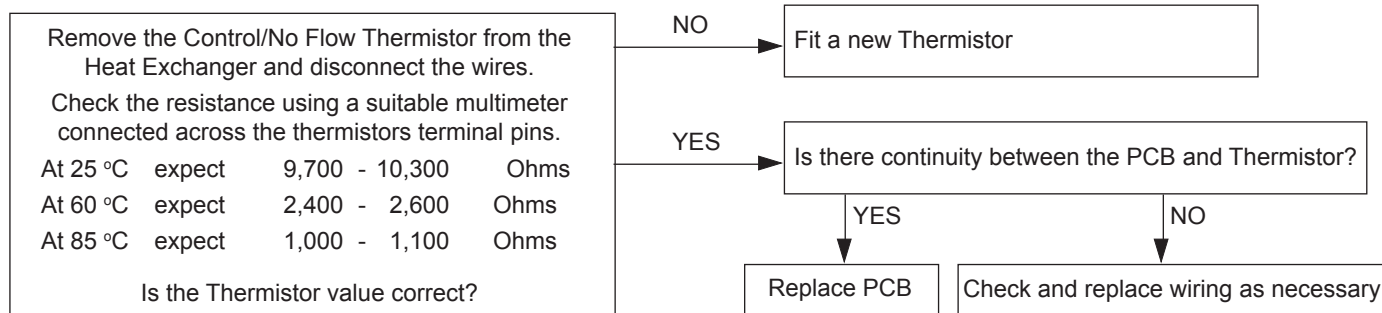 Remove the Control/No Flow Thermistor from the
Heat Exchanger and disconnect the wires.
Check the resistance using a suitable multimeter
connected across the thermistors terminal pins.
At 25 °C expect 9,700 - 10,300 Ohms
At 60 °C expect 2,400 - 2,600 Ohms
At 85 °C expect 1,000 - 1,100 Ohms
Is the Thermistor value correct?
NO
Fit a new Thermistor
YES
Is there continuity between the PCB and Thermistor?
YES
Replace PCB
NO
Check and replace wiring as necessary